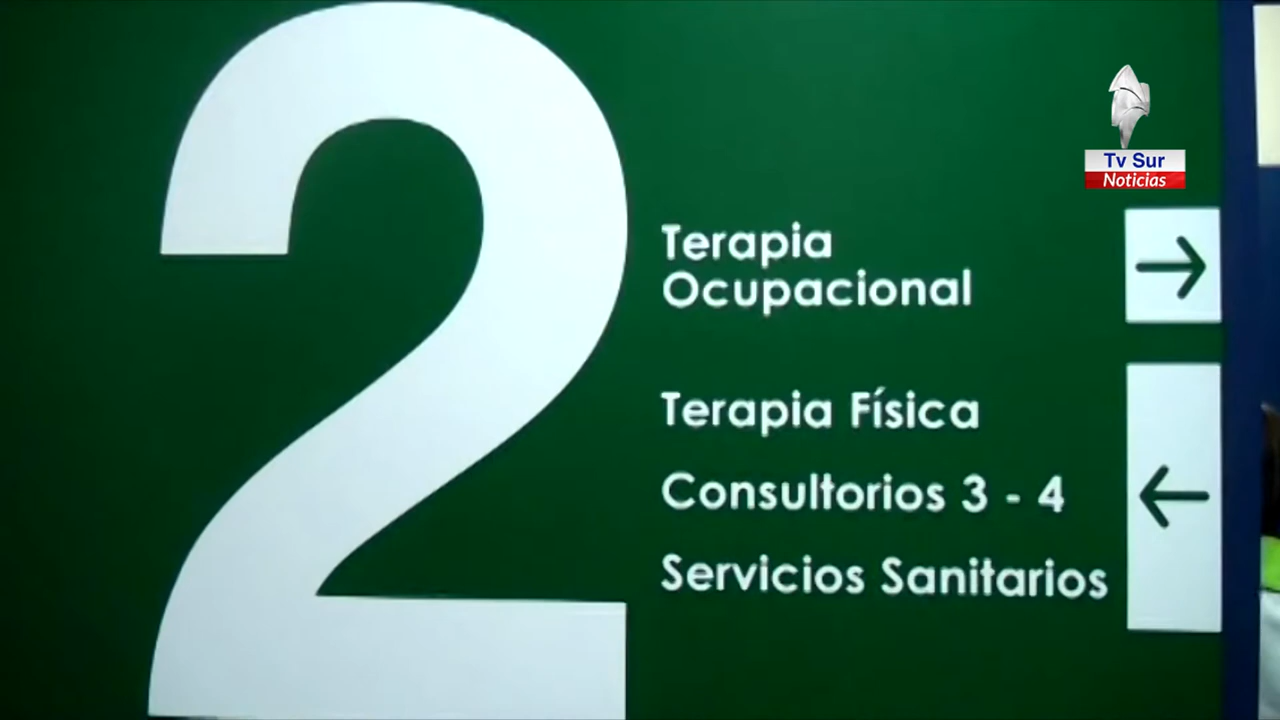 2
Tv Sur
Noticias
Terapia
Ocupacional
Terapia Física
Consultorios 3 - 4
Servicios Sanitarios